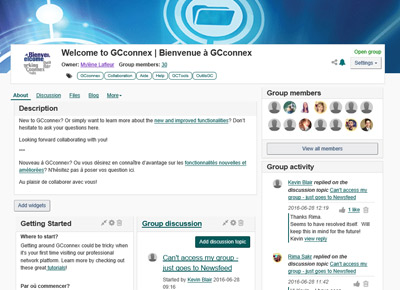 Bienvenue
Welcome to GCconnex | Bienvenue à GCconnex
Owner: Mylène Lafleur Group members: 30
Open group
Settings
GCconnex
Collaboration
Aide
Help
GCTools
OutilsGC
About
Discussion
Files
Blog
More
Description
New to GCconnex? Or simply want to learn more about the new and improved functionalities? Don't
hesitate to ask your questions here.
Looking forward collaborating with you!
***
Nouveau à GCconnex? Ou vous désirez en connaître d'avantage sur les fonctionnalités nouvelles et
améliorées? N'hésitez pas à poser vos question ici.
Au plaisir de collaborer avec vous!
Add widgets
Getting Started
Where to start?
Getting around GCconnex could be tricky when
it's your first time visiting our professional
network platform. Learn more by checking out
these great tutorials!
Par où commencer?
Group discussion
Add discussion topic
Can't access my
group - just goes to
Newsfeed
Started by Kevin Blair 2016-06-28
09:16
Group members
View all members
Group activity
Kevin Blair replied on the
discussion topic Can't access my
group - just goes to Newsfeed
2016-06-28 12:19
1 like
Thanks Rima
Seems to have resolved itself. Will
keep this in mind for the future!
Kevin view reply
Rima Sakr replied on the
discussion topic Can't access my
group - just goes to Newsfeed
2016-06-28